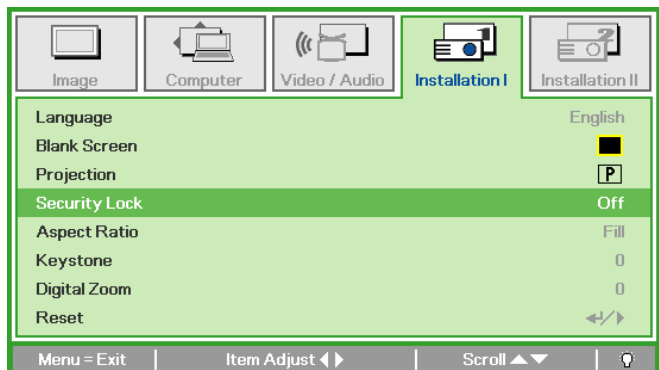 Image Computer Video / Audio Installation I Installation II
Language English
Blank Screen
Projection P
Security Lock Off
Aspect Ratio Fill
Keystone 0
Digital Zoom 0
Reset
Menu = Exit Item Adjust Scroll